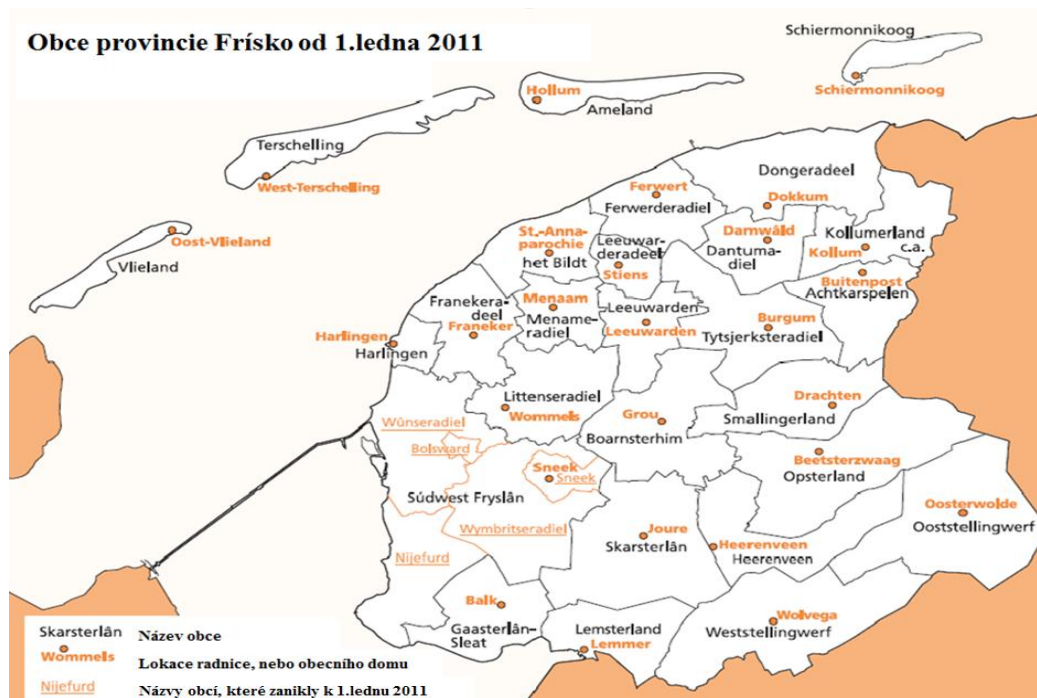 Obce provincie Frísko od 1.ledna 2011
Schiermonnikoog
Schiermonnikoog
Hollum
Ameland
Terschelling
West-Terschelling
Oost-Vlieland
Vlieland
Dongeradeel
Dokkum
Ferwert
Ferwerderadiel
St.-Anna-
parochie
het Bildt
Leeuwar-
deradeel
Stiens
Damwâld
Dantuma-
diel
Kollumerland
c.a.
Kollum
Buitenpost
Achtkarspelen
Franekera-
deel
Franeker
Menaam
Mename-
radiel
Leeuwarden
Leeuwarden
Burgum
Tytsjerksteradiel
Harlingen
Harlingen
Littenseradiel
Wommels
Grou
Boarnsterhim
Drachten
Smallingerland
Wûnseradiel
Bolsward
Sneek
Sneek
Súdwest Fryslân
Wymbritseradiel
Nijefurd
Beetsterzwaag
Opsterland
Oosterwolde
Ooststellingwerf
Joure
Skarsterlân
Heerenveen
Heerenveen
Balk
Gaasterlân-
Sleat
Lemsterland
Lemmer
Wolvega
Weststellingwerf
Skarsterlân Název obce
Wommels Lokace radnice, nebo obecního domu
Nijefurd Názvy obcí, které zanikly k 1.lednu 2011